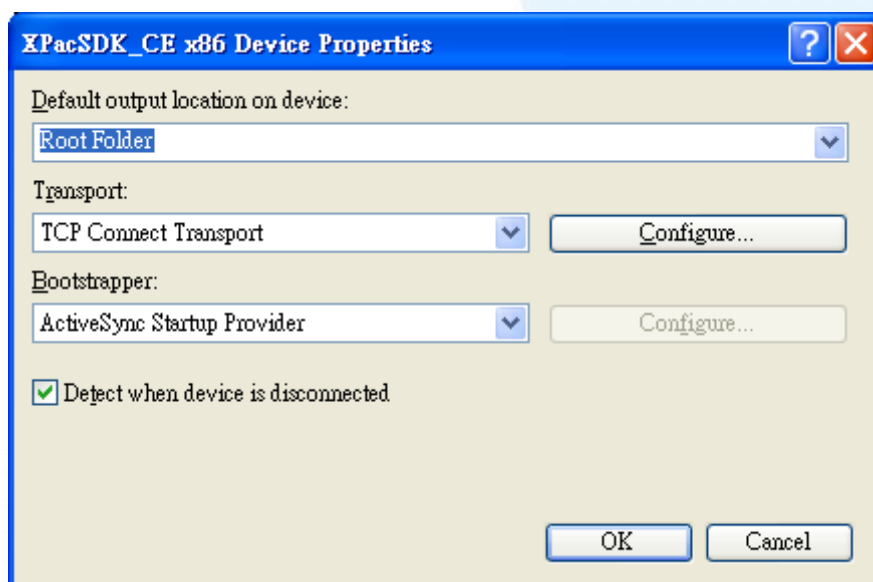 XPacSDK_CE x86 Device Properties
Default output location on device:
Root Folder
Transport:
TCP Connect Transport
Configure...
Bootstrapper:
ActiveSync Startup Provider
Configure...
Detect when device is disconnected
OK
Cancel